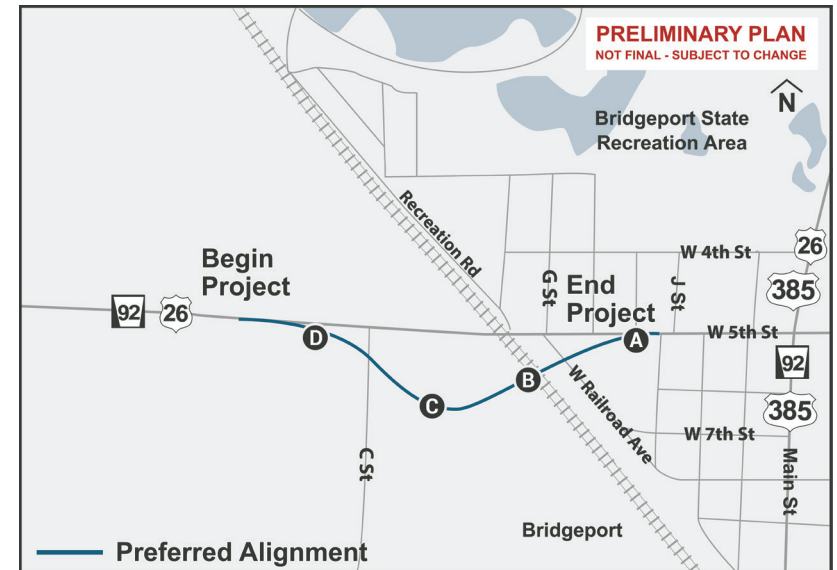 PRELIMINARY PLAN
NOT FINAL - SUBJECT TO CHANGE
N
Bridgeport State
Recreation Area
Recreation Rd
W 4th St
26
385
Begin
Project
G St
End
Project
J St
92
26
D
A
W 5th St
B
92
C
W Railroad Ave
385
W 7th St
C St
Main St
Bridgeport
Preferred Alignment